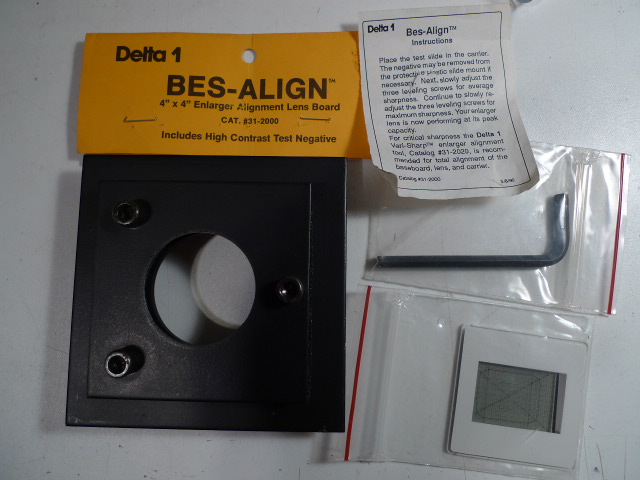 Delta 1
BES-ALIGN™
4" x 4" Enlarger Alignment Lens Board
CAT. #31-2000
Includes High Contrast Test Negative
Delta 1
Bes-Align™
Instructions
Place the test slide in the carrier.
The negative may be removed from
the protective plastic slide mount if
necessary. Next, slowly adjust the
three leveling screws for average
sharpness. Continue to slowly re-
adjust the three leveling screws for
maximum sharpness. Your enlarger
lens is now performing at its peak
capacity.
For critical sharpness the Delta 1
Vari-Sharp™ enlarger alignment
tool, Catalog #31-2025, is recom-
mended for total alignment of the
baseboard, lens, and carrier.
Catalog #31-2000